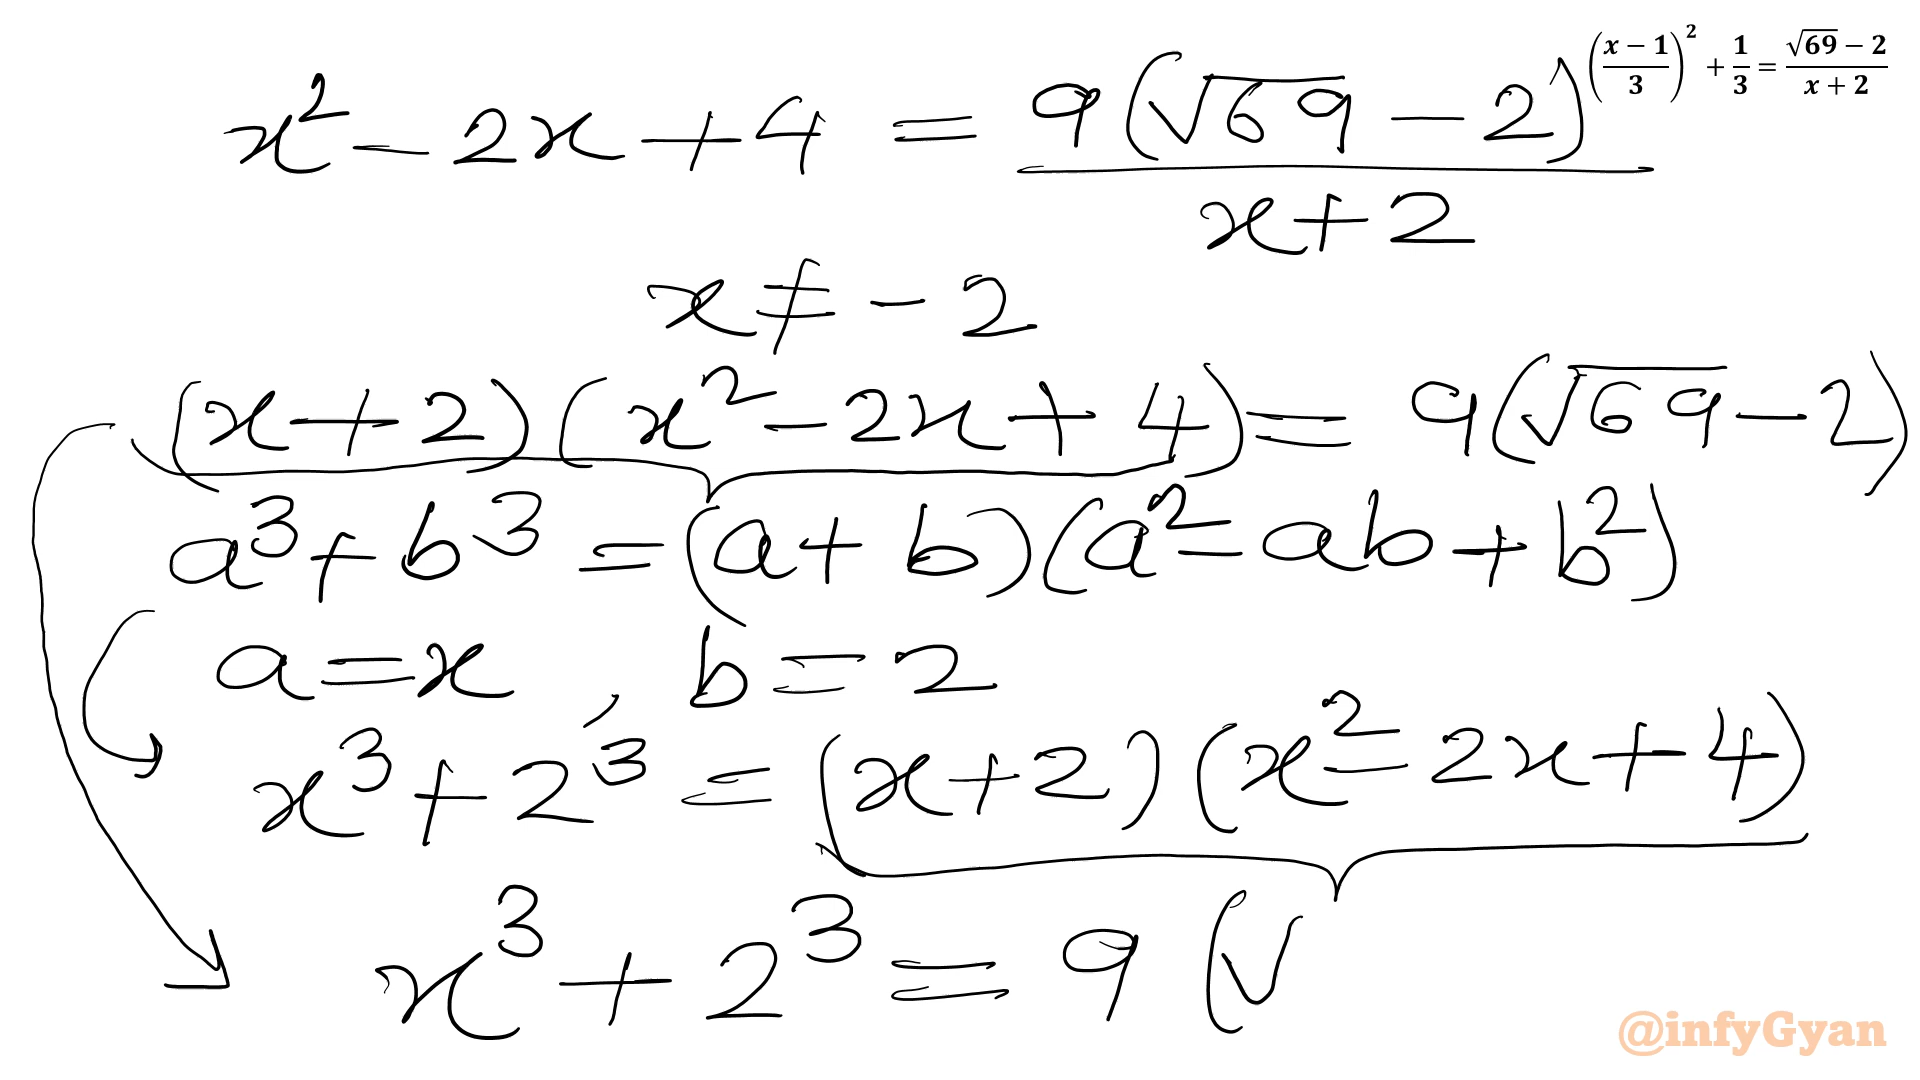 x² - 2x + 4 = 9(√69 - 2) / (x + 2)
((x - 1)/3)² + 1/3 = (√69 - 2)/(x + 2)
x ≠ -2
(x + 2)(x² - 2x + 4) = 9(√69 - 2)
a³ + b³ = (a + b)(a² - ab + b²)
a = x , b = 2
x³ + 2³ = (x + 2)(x² - 2x + 4)
x³ + 2³ = 9(√
@infyGyan